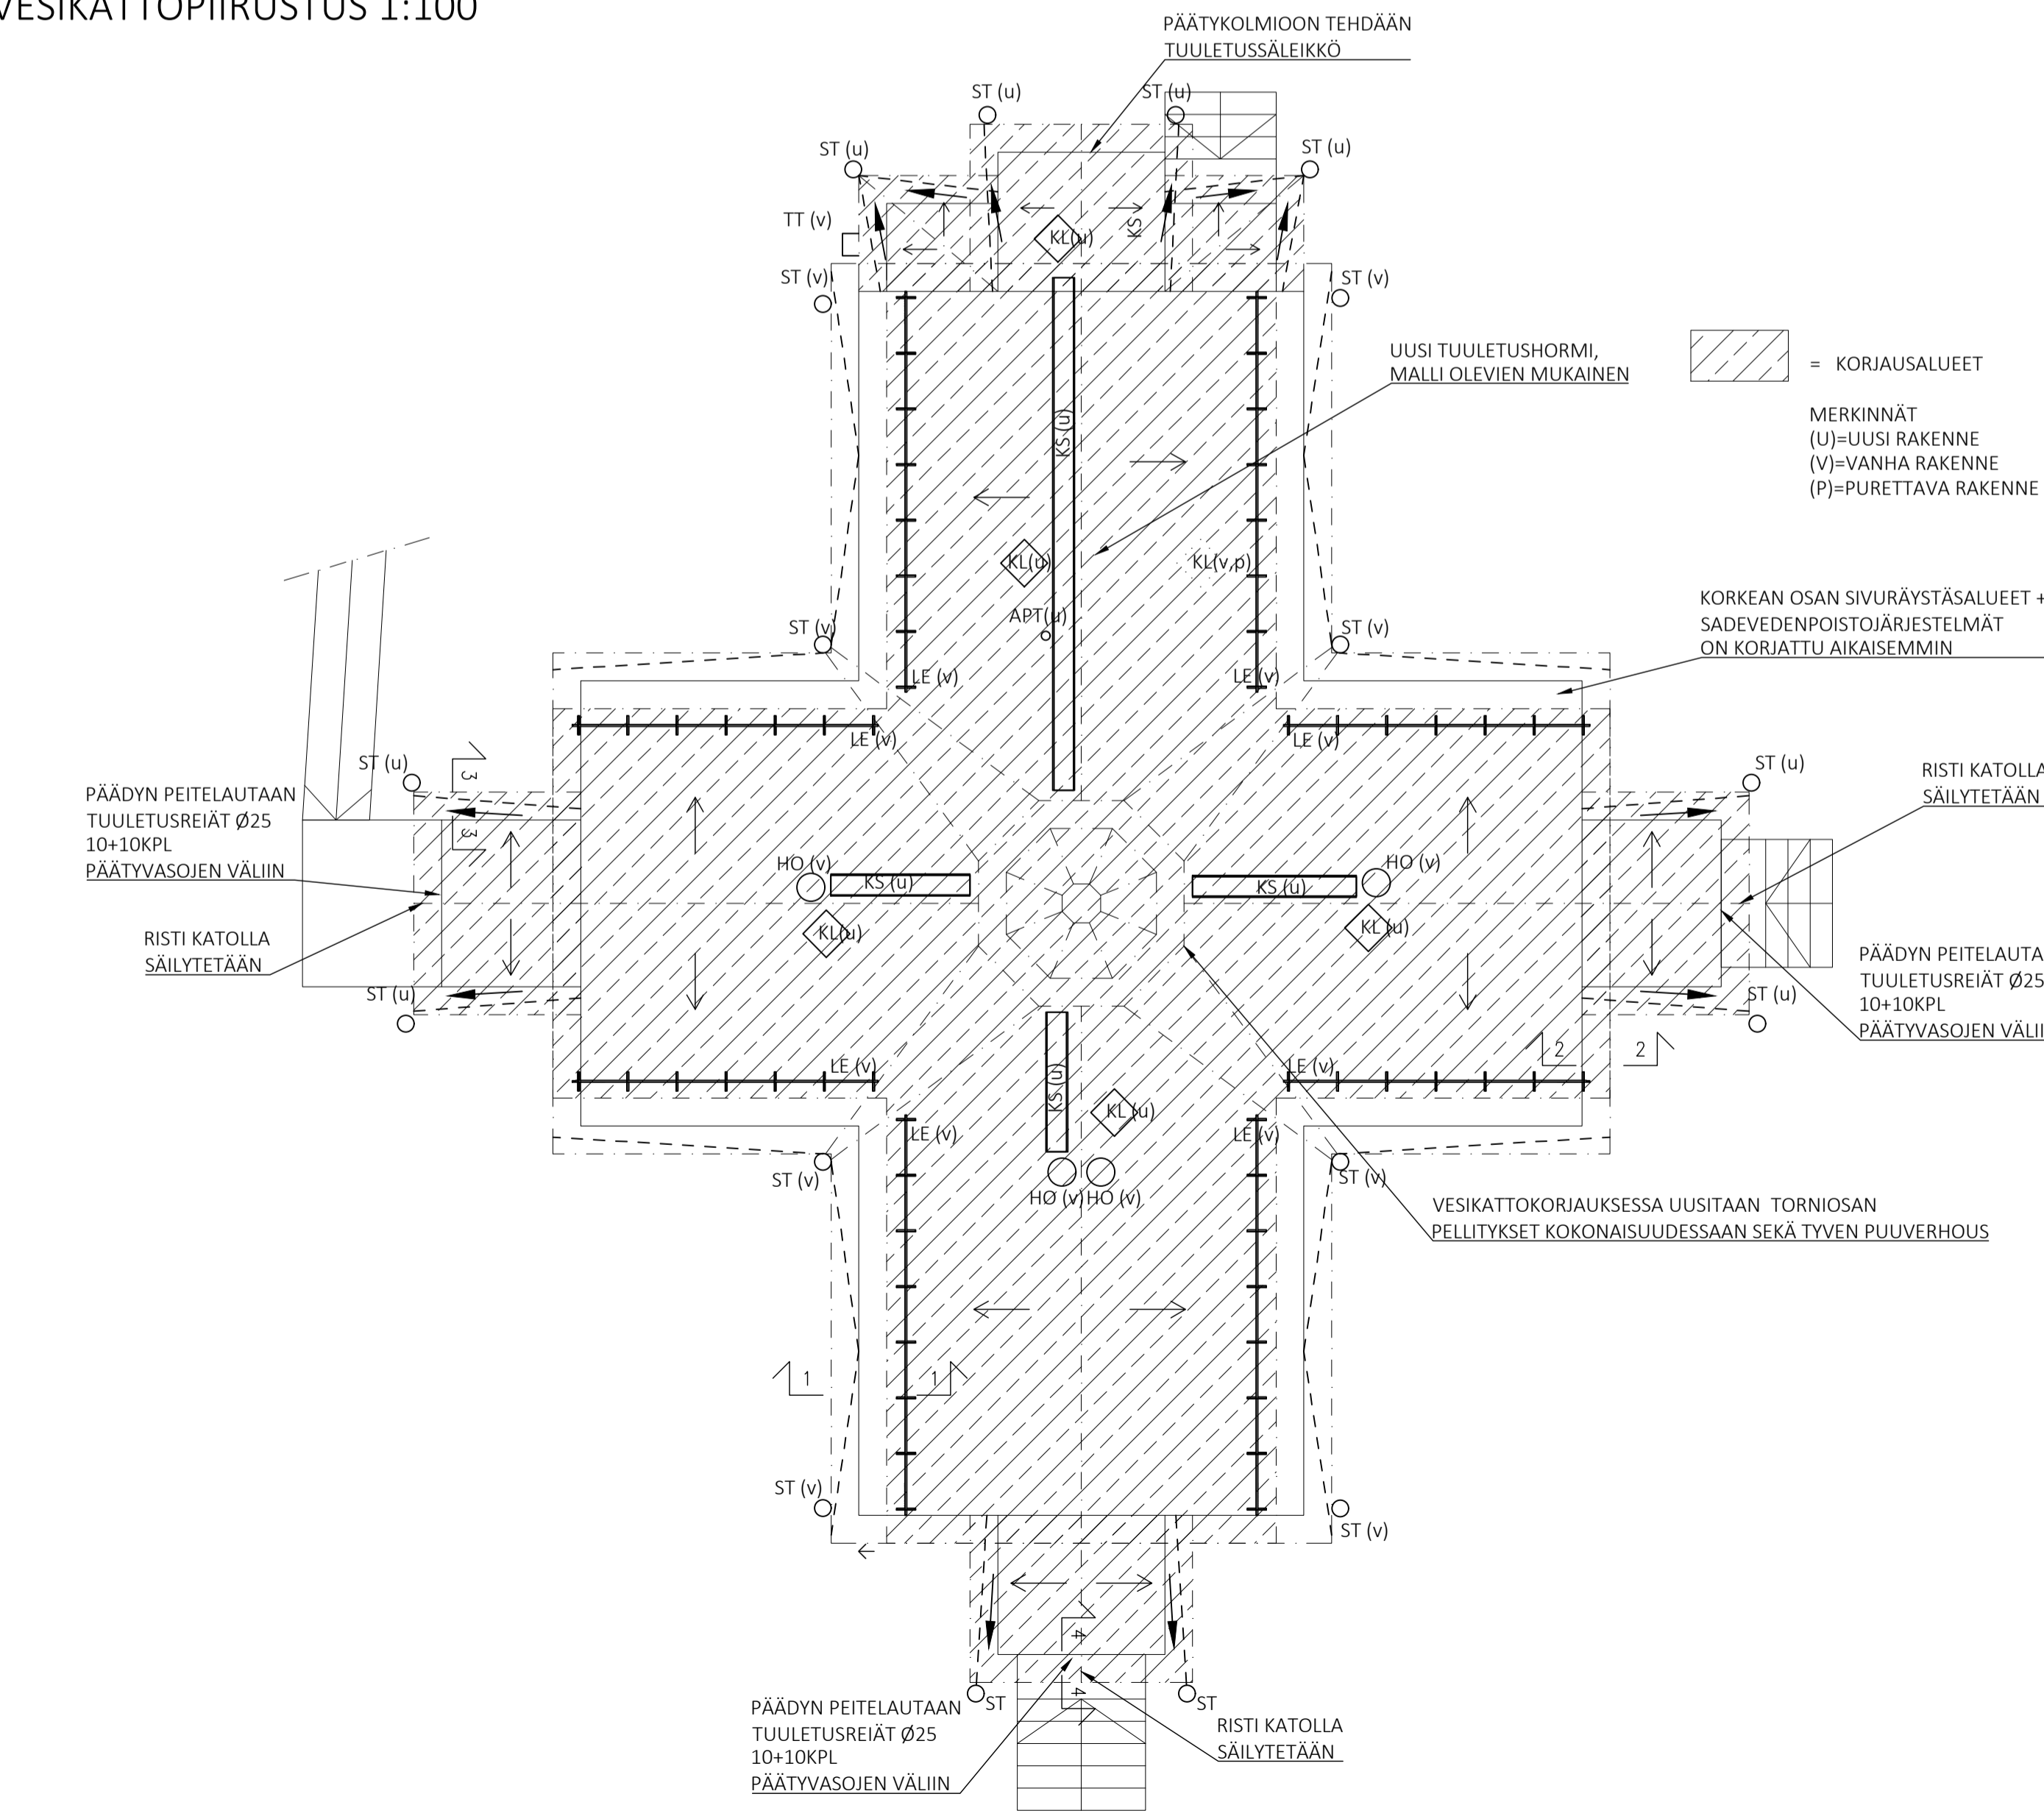 VESIKATTOPIIRUSTUS 1:100
PÄÄTYKOLMIOON TEHDÄÄN
TUULETUSSÄLEIKKÖ
ST (u)
ST (u)
ST (u)
ST (u)
TT (v)
KS
KL(u)
ST (v)
ST (v)
UUSI TUULETUSHORMI,
MALLI OLEVIEN MUKAINEN
= KORJAUSALUEET
MERKINNÄT
(U)=UUSI RAKENNE
(V)=VANHA RAKENNE
(P)=PURETTAVA RAKENNE
KS (u)
KL(u)
KL(v,p)
APT(u)
KORKEAN OSAN SIVURÄYSTÄSALUEET +
SADEVEDENPOISTOJÄRJESTELMÄT
ON KORJATTU AIKAISEMMIN
ST (v)
ST (v)
LE (v)
LE (v)
LE (v)
LE (v)
ST (u)
3
3
PÄÄDYN PEITELAUTAAN
TUULETUSREIÄT Ø25
10+10KPL
PÄÄTYVASOJEN VÄLIIN
ST (u)
RISTI KATOLLA
SÄILYTETÄÄN
HO (v)
KS (u)
KL(u)
KS (u)
HO (v)
KL (u)
RISTI KATOLLA
SÄILYTETÄÄN
ST (u)
ST (u)
PÄÄDYN PEITELAUTA
TUULETUSREIÄT Ø25
10+10KPL
PÄÄTYVASOJEN VÄLII
2
2
LE (v)
LE (v)
KS (u)
KL (u)
LE (v)
LE (v)
ST (v)
ST (v)
HO (v)
HO (v)
VESIKATTOKORJAUKSESSA UUSITAAN TORNIOSAN
PELLITYKSET KOKONAISUUDESSAAN SEKÄ TYVEN PUUVERHOUS
1
1
ST (v)
ST (v)
4
4
ST
ST
PÄÄDYN PEITELAUTAAN
TUULETUSREIÄT Ø25
10+10KPL
PÄÄTYVASOJEN VÄLIIN
RISTI KATOLLA
SÄILYTETÄÄN